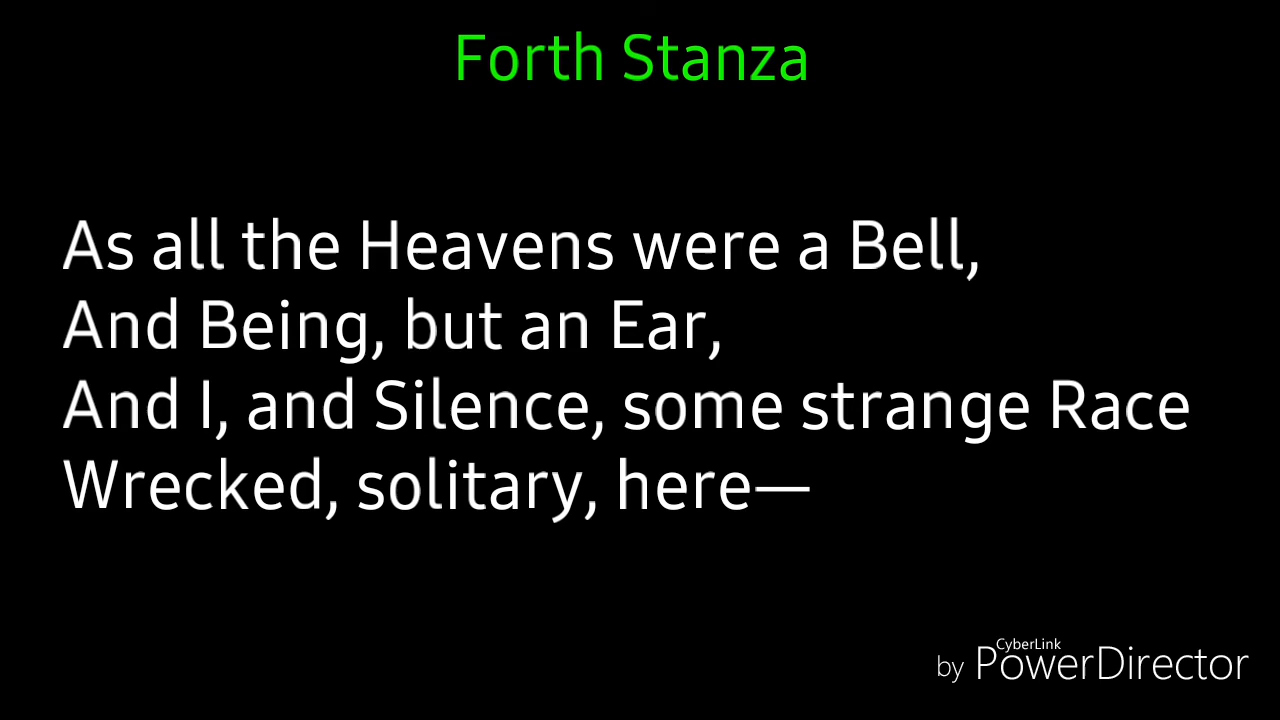 Forth Stanza
As all the Heavens were a Bell,
And Being, but an Ear,
And I, and Silence, some strange Race
Wrecked, solitary, here—
CyberLink
by PowerDirector